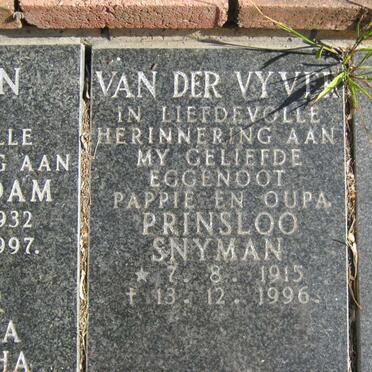 N
LLE
G AAN
DAM
932
997.
A
HA
VAN DER VYVER
IN LIEFDEVOLLE
HERINNERING AAN
MY GELIEFDE
EGGENOOT
PAPPIE EN OUPA
PRINSLOO
SNYMAN
★ 7. 8. 1915
† 13. 12. 1996.